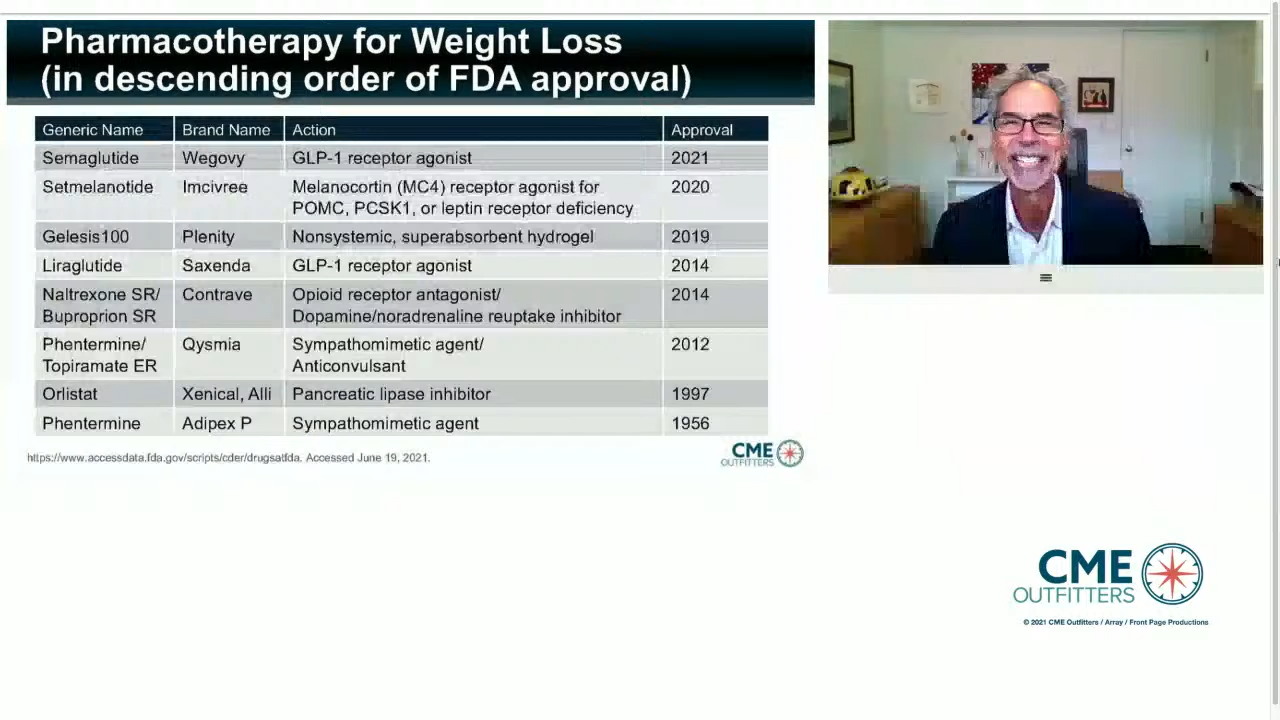 Pharmacotherapy for Weight Loss
(in descending order of FDA approval)
Generic Name Brand Name Action Approval
Semaglutide Wegovy GLP-1 receptor agonist 2021
Setmelanotide Imcivree Melanocortin (MC4) receptor agonist for 2020
POMC, PCSK1, or leptin receptor deficiency
Gelesis100 Plenity Nonsystemic, superabsorbent hydrogel 2019
Liraglutide Saxenda GLP-1 receptor agonist 2014
Naltrexone SR/ Contrave Opioid receptor antagonist/ 2014
Buproprion SR Dopamine/noradrenaline reuptake inhibitor
Phentermine/ Qysmia Sympathomimetic agent/ 2012
Topiramate ER Anticonvulsant
Orlistat Xenical, Alli Pancreatic lipase inhibitor 1997
Phentermine Adipex P Sympathomimetic agent 1956
https://www.accessdata.fda.gov/scripts/cder/drugsatfda. Accessed June 19, 2021.
CME
OUTFITTERS
CME
OUTFITTERS
© 2021 CME Outfitters / Array / Front Page Productions